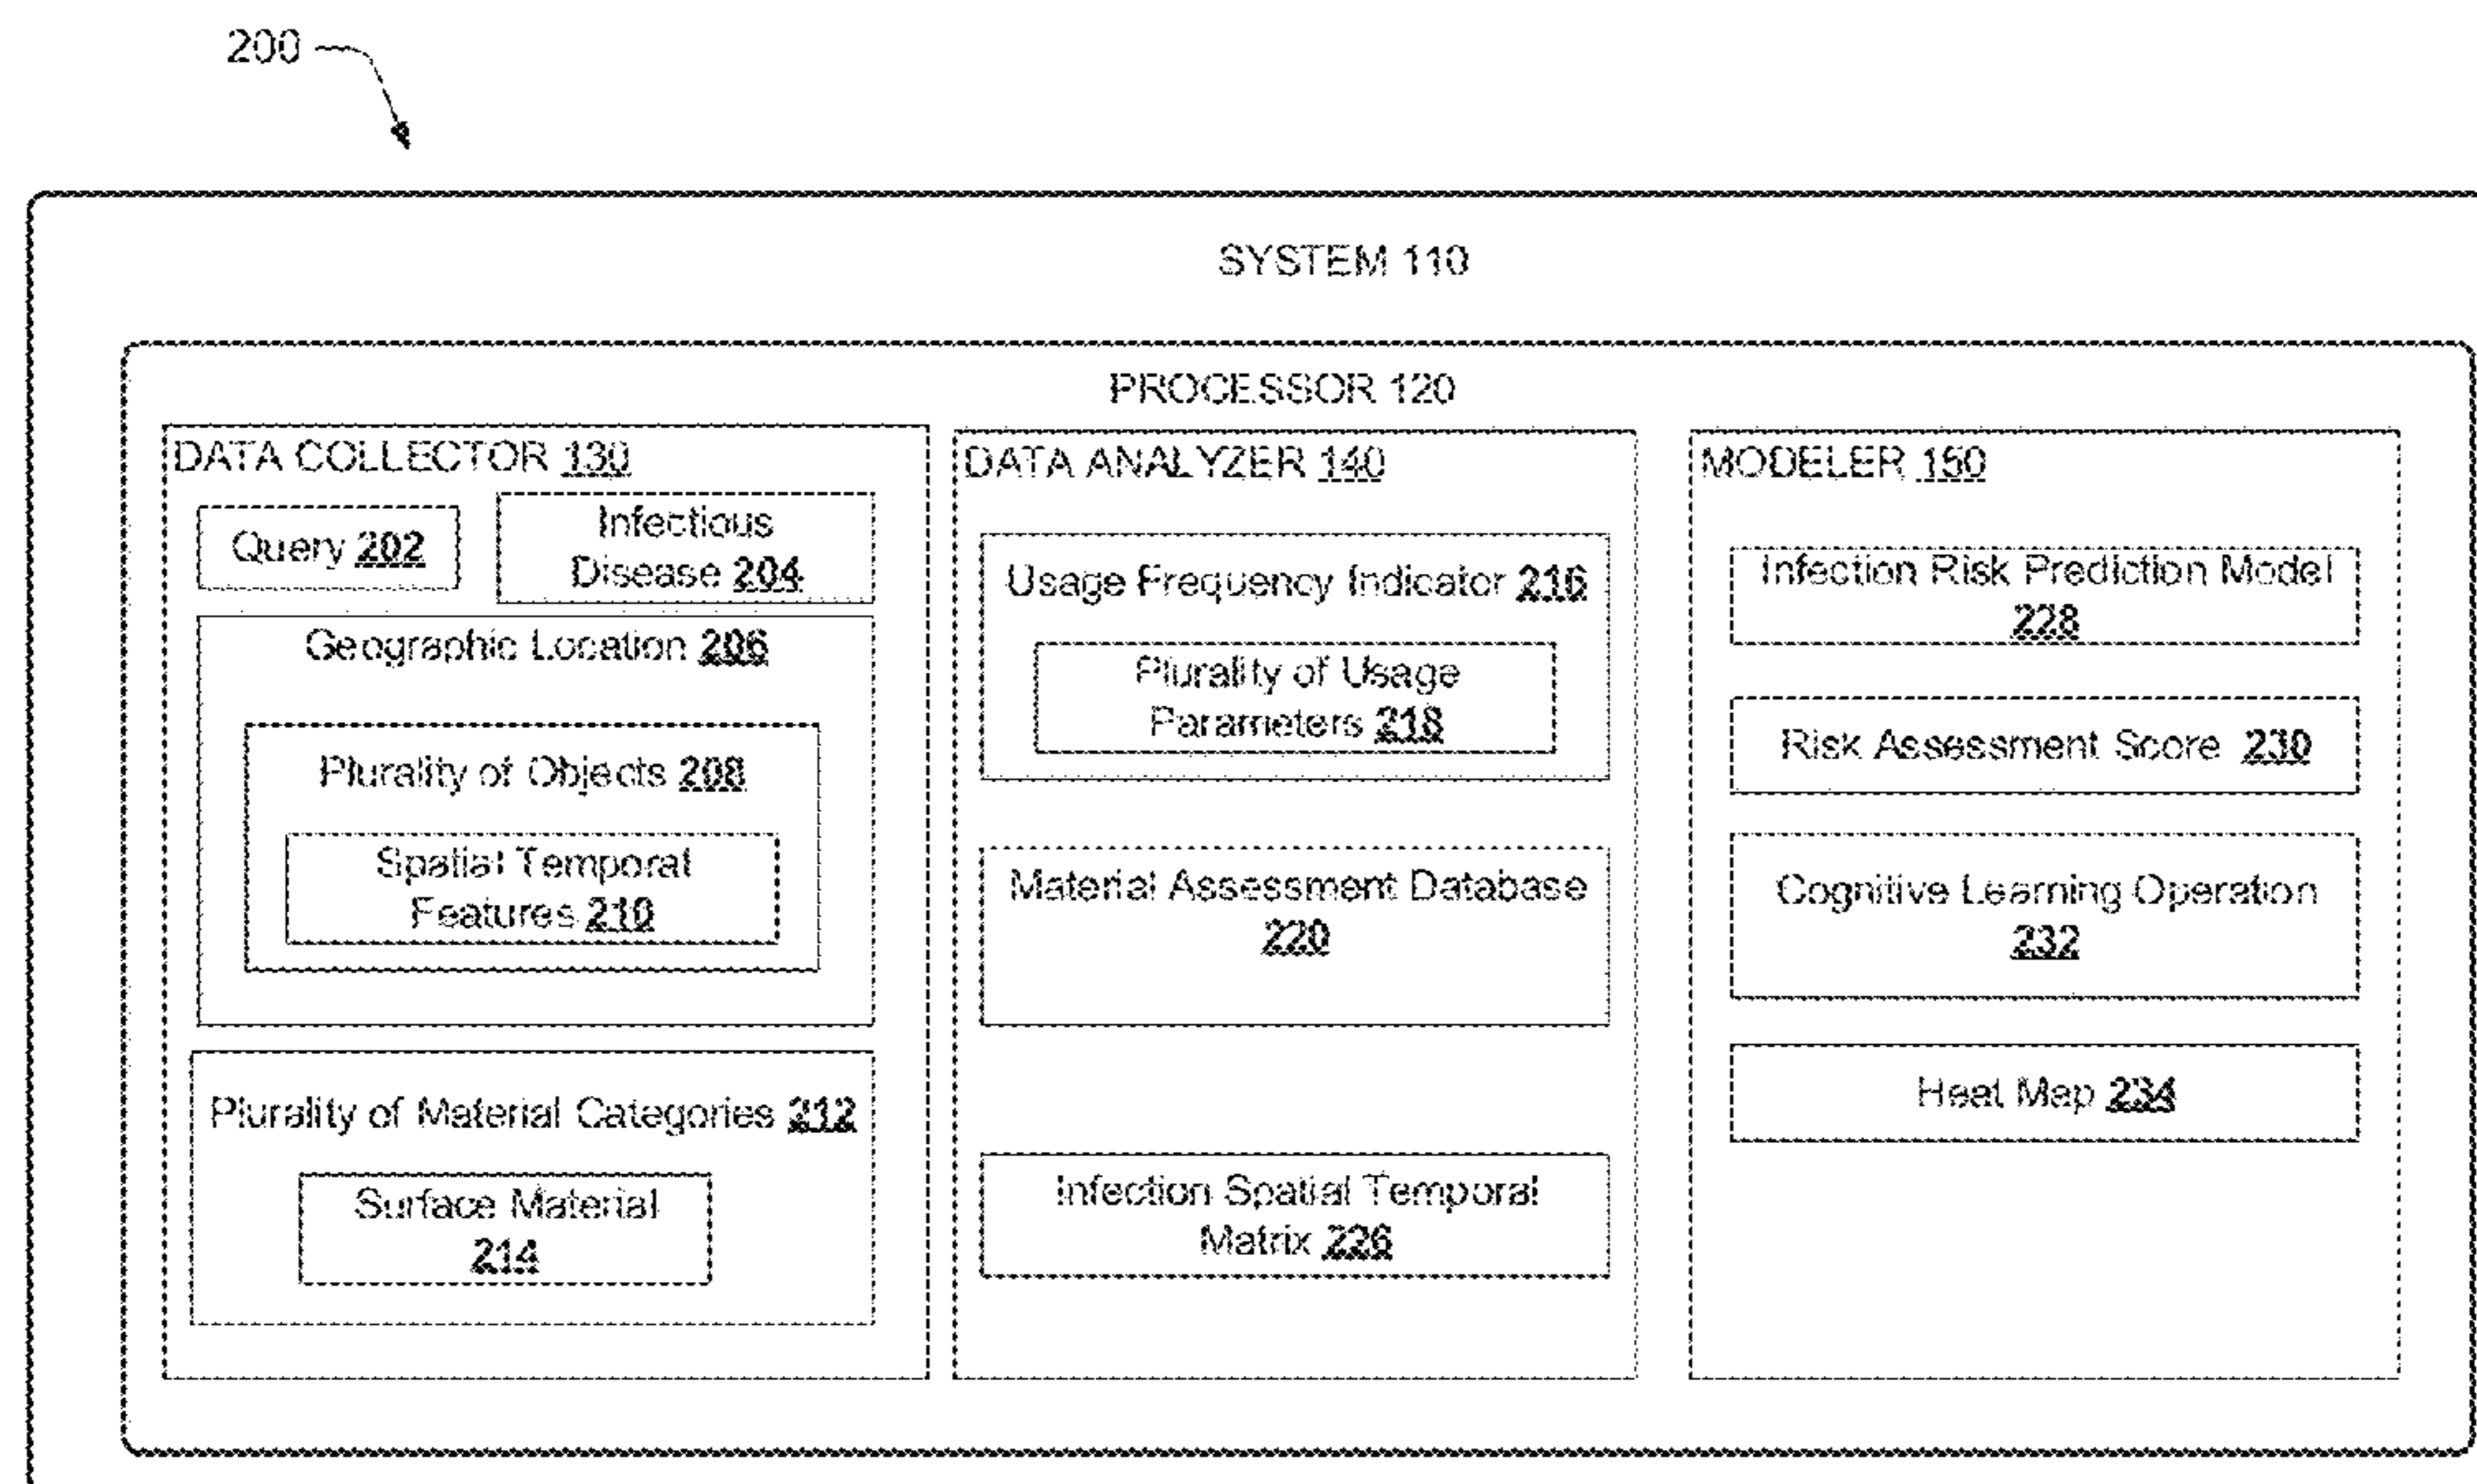 200
SYSTEM 110
PROCESSOR 120
DATA COLLECTOR 130
Query 202
Infectious
Disease 204
Geographic Location 206
Plurality of Objects 208
Spatial Temporal
Features 210
Plurality of Material Categories 212
Surface Material
214
DATA ANALYZER 140
Usage Frequency Indicator 216
Plurality of Usage
Parameters 218
Material Assessment Database
220
Infection Spatial Temporal
Matrix 226
MODELER 150
Infection Risk Prediction Model
228
Risk Assessment Score 230
Cognitive Learning Operation
232
Heat Map 234